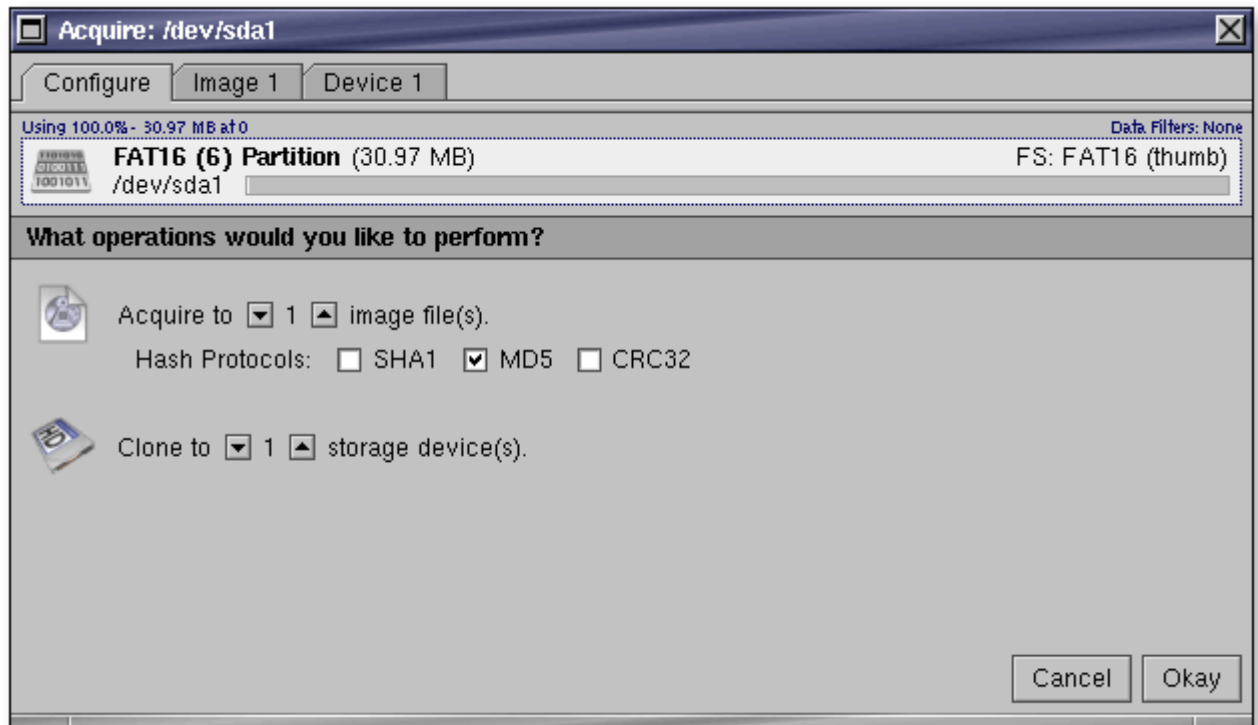 Acquire: /dev/sda1
Configure Image 1 Device 1
Using 100.0% - 30.97 MB at 0 Data Filters: None
FAT16 (6) Partition (30.97 MB) FS: FAT16 (thumb)
/dev/sda1
What operations would you like to perform?
Acquire to 1 image file(s).
Hash Protocols: SHA1 MD5 CRC32
Clone to 1 storage device(s).
Cancel Okay